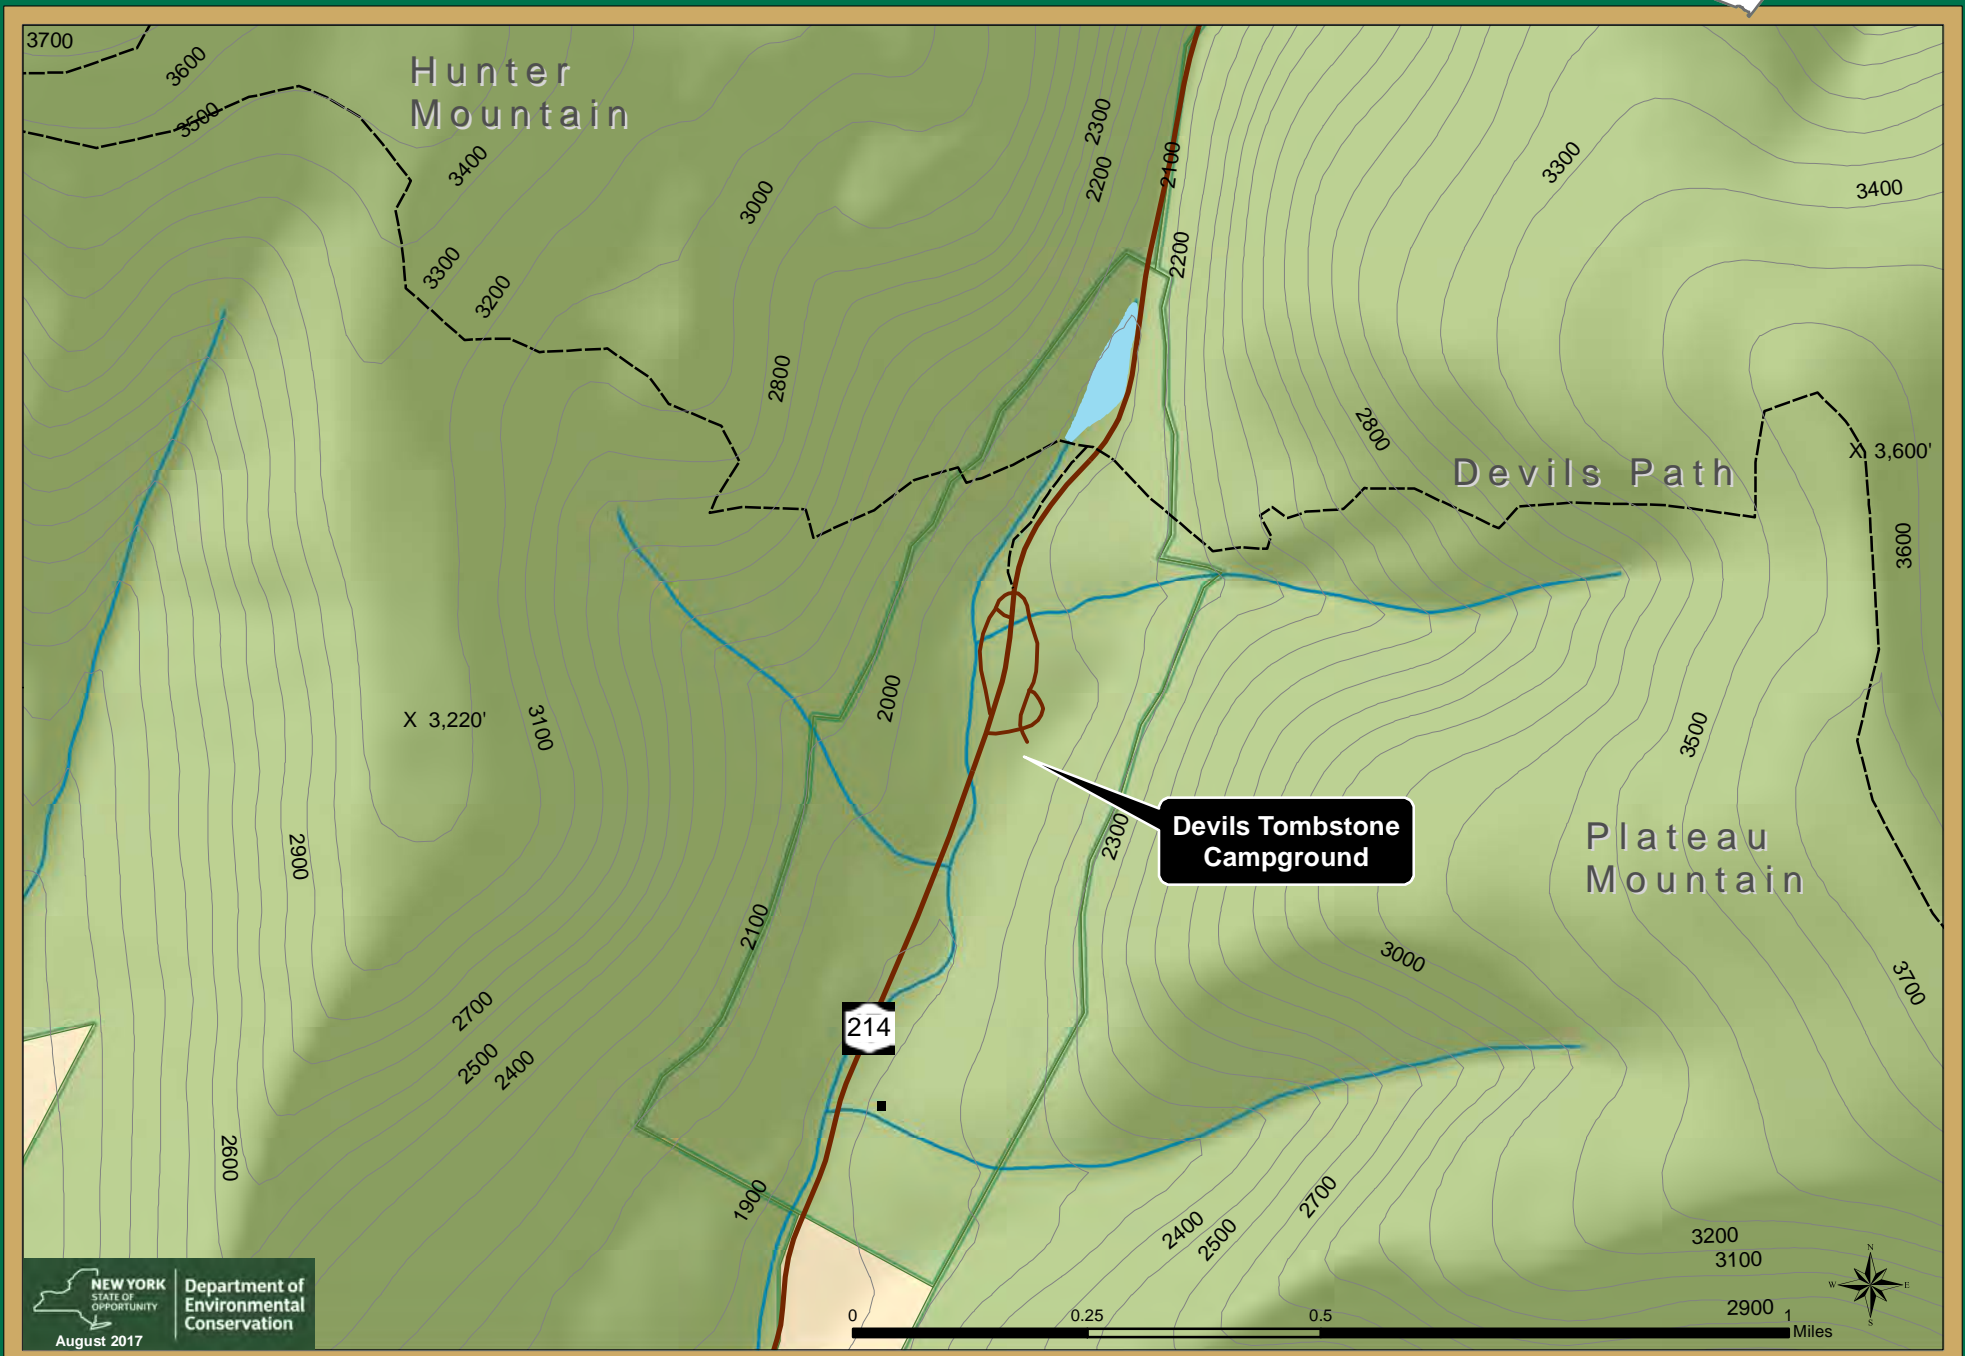 3700
3600
3500
Hunter
Mountain
3400
3300
3200
3000
2800
2300
2200
2100
2200
3300
3400
2800
Devils Path
X 3,600'
3600
X 3,220'
3100
2000
3500
2900
2300
Devils Tombstone
Campground
Plateau
Mountain
2100
3000
3700
2700
2500
2400
214
2600
1900
2700
2400
2500
3200
3100
2900
N
W
E
S
0
0.25
0.5
1
Miles
NEW YORK
STATE OF
OPPORTUNITY
Department of
Environmental
Conservation
August 2017